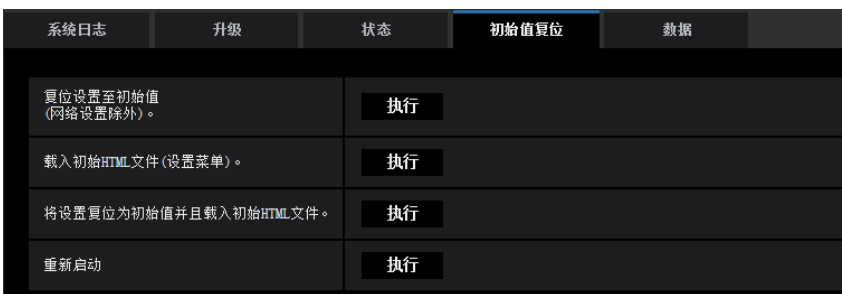 系统日志 升级 状态 初始值复位 数据
复位设置至初始值
(网络设置除外)。 执行
载入初始HTML文件(设置菜单)。 执行
将设置复位为初始值并且载入初始HTML文件。 执行
重新启动 执行